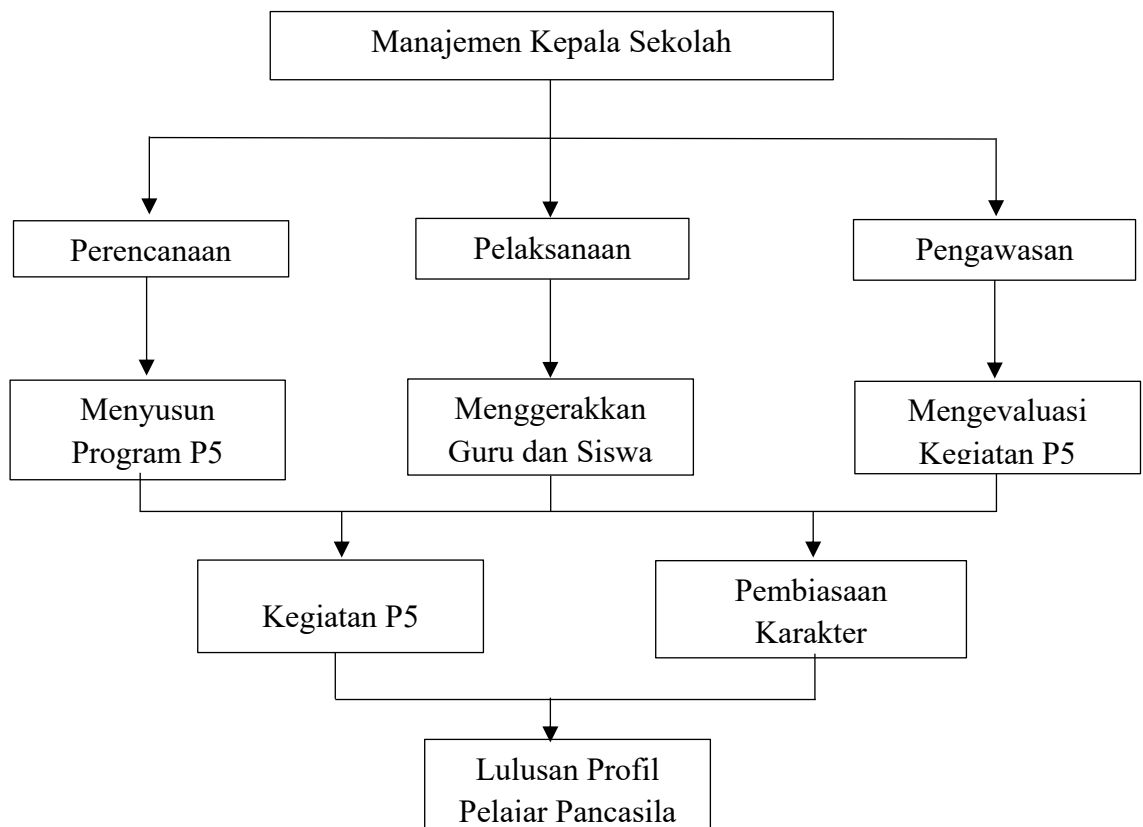 Manajemen Kepala Sekolah
Perencanaan
Pelaksanaan
Pengawasan
Menyusun
Program P5
Menggerakkan
Guru dan Siswa
Mengevaluasi
Kegiatan P5
Kegiatan P5
Pembiasaan
Karakter
Lulusan Profil
Pelajar Pancasila